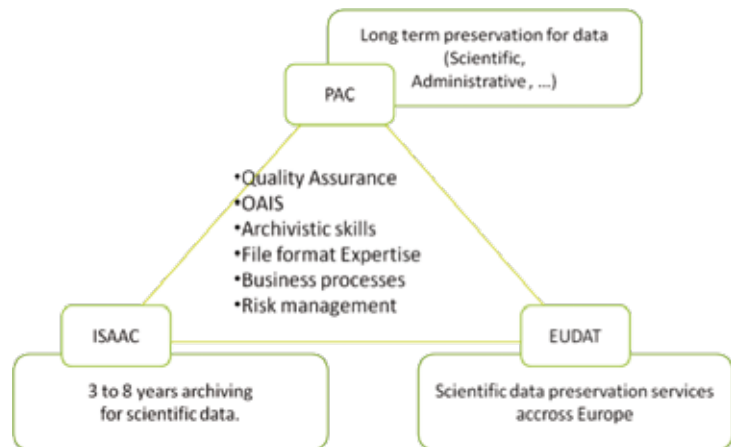 Long term preservation for data
(Scientific,
Administrative , ...)
PAC
•Quality Assurance
•OAIS
•Archivistic skills
•File format Expertise
•Business processes
•Risk management
ISAAC
3 to 8 years archiving
for scientific data.
EUDAT
Scientific data preservation services
accross Europe